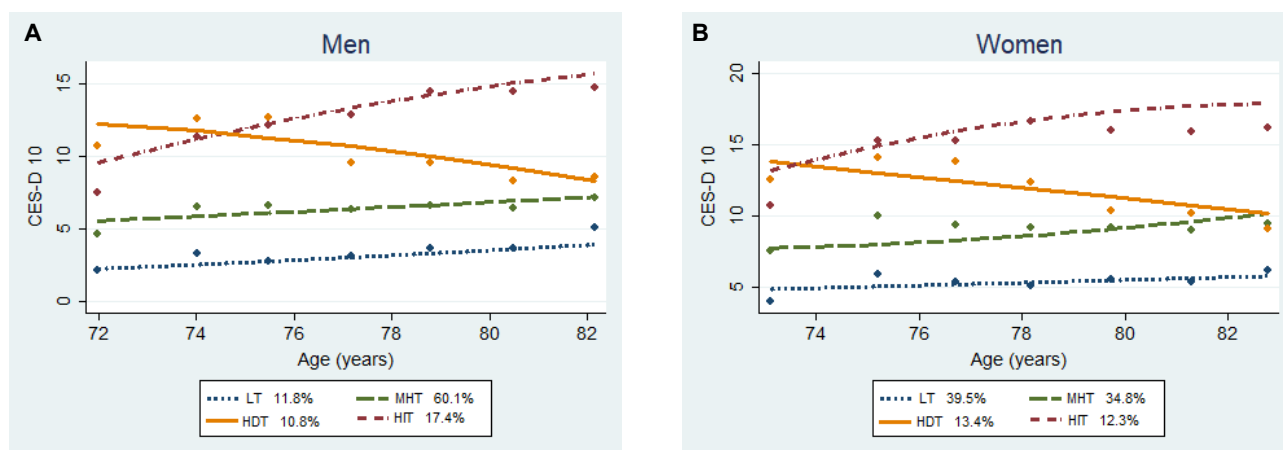 A
Men
CES-D 10
15
10
5
0
72 74 76 78 80 82
Age (years)
LT 11.8% MHT 60.1%
HDT 10.8% HIT 17.4%
B
Women
CES-D 10
20
15
10
5
74 76 78 80 82
Age (years)
LT 39.5% MHT 34.8%
HDT 13.4% HIT 12.3%